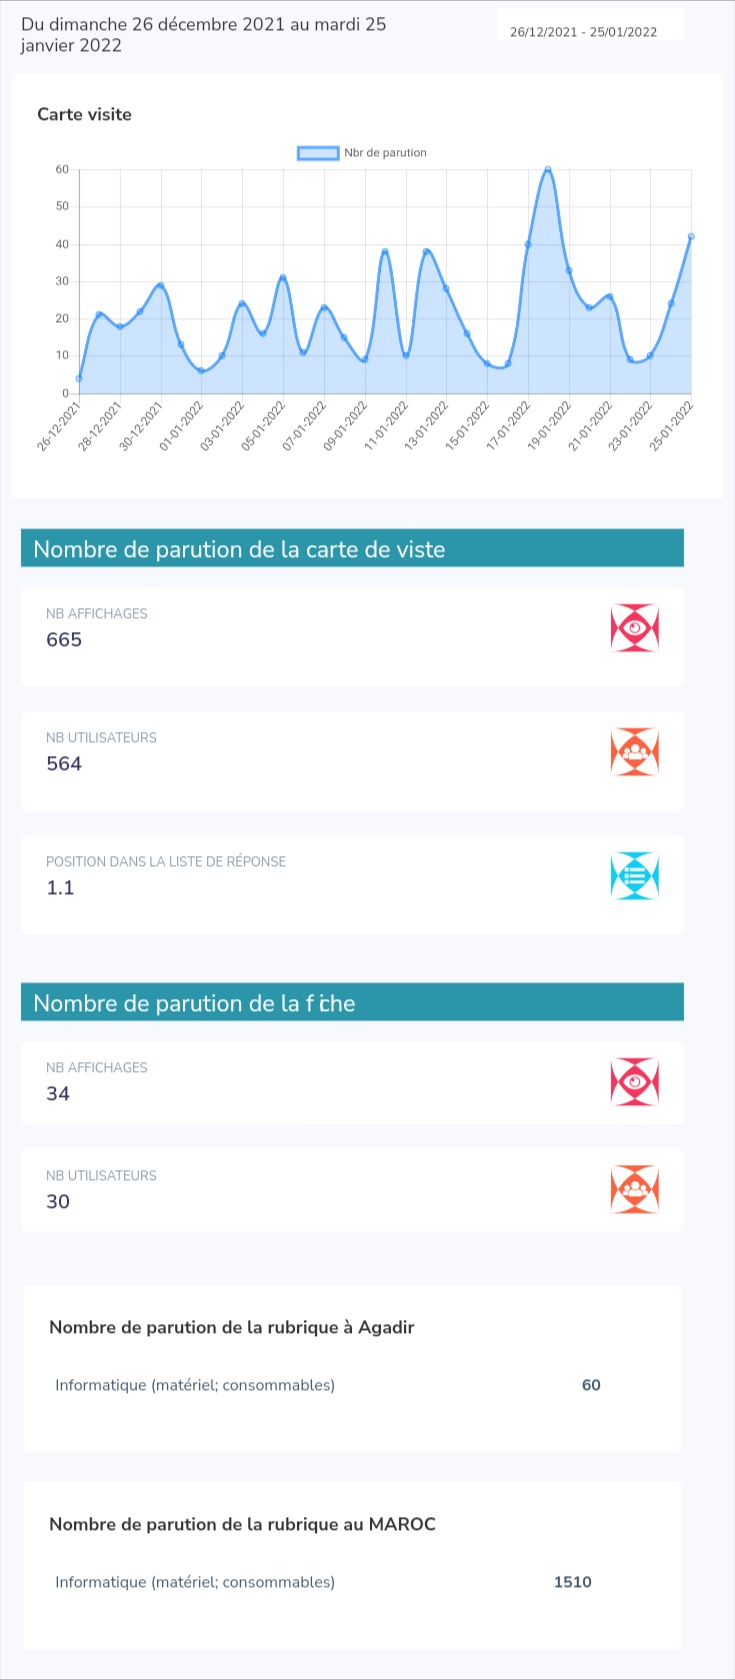 Du dimanche 26 décembre 2021 au mardi 25
janvier 2022
26/12/2021 - 25/01/2022
Carte visite
Nbr de parution
60
50
40
30
20
10
0
26-12-2021
28-12-2021
30-12-2021
01-01-2022
03-01-2022
05-01-2022
07-01-2022
09-01-2022
11-01-2022
13-01-2022
15-01-2022
17-01-2022
19-01-2022
21-01-2022
23-01-2022
25-01-2022
Nombre de parution de la carte de viste
NB AFFICHAGES
665
NB UTILISATEURS
564
POSITION DANS LA LISTE DE RÉPONSE
1.1
Nombre de parution de la fiche
NB AFFICHAGES
34
NB UTILISATEURS
30
Nombre de parution de la rubrique à Agadir
Informatique (matériel; consommables) 60
Nombre de parution de la rubrique au MAROC
Informatique (matériel; consommables) 1510